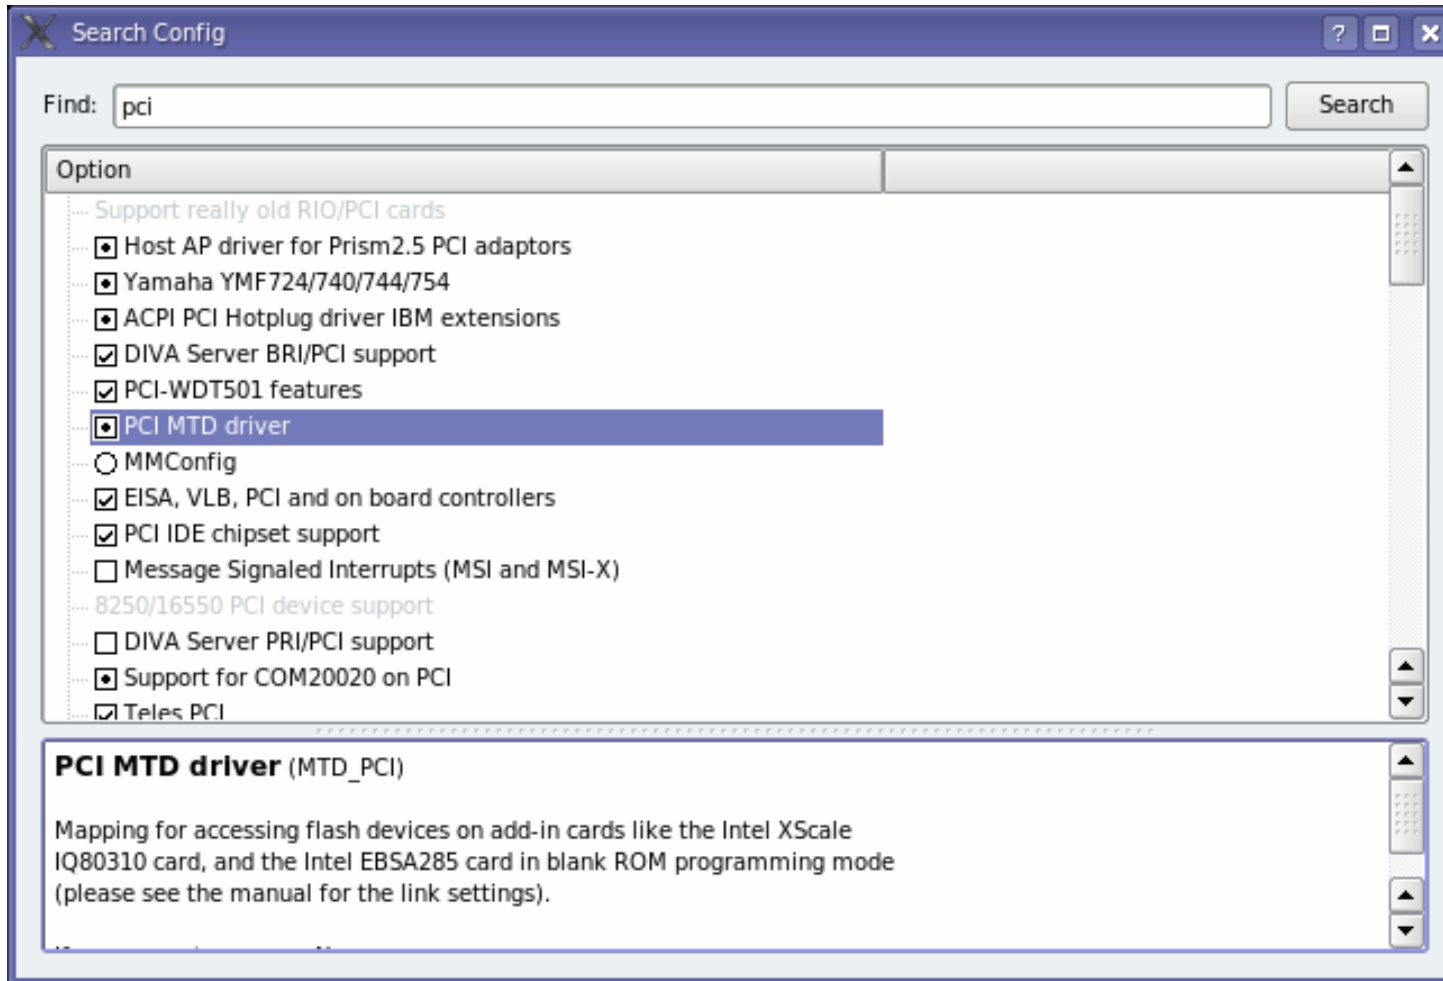 Search Config
Find: pci Search
Option
Support really old RIO/PCI cards
Host AP driver for Prism2.5 PCI adaptors
Yamaha YMF724/740/744/754
ACPI PCI Hotplug driver IBM extensions
DIVA Server BRI/PCI support
PCI-WDT501 features
PCI MTD driver
MMConfig
EISA, VLB, PCI and on board controllers
PCI IDE chipset support
Message Signaled Interrupts (MSI and MSI-X)
8250/16550 PCI device support
DIVA Server PRI/PCI support
Support for COM20020 on PCI
Teles PCI
PCI MTD driver (MTD_PCI)
Mapping for accessing flash devices on add-in cards like the Intel XScale
IQ80310 card, and the Intel EBSA285 card in blank ROM programming mode
(please see the manual for the link settings).